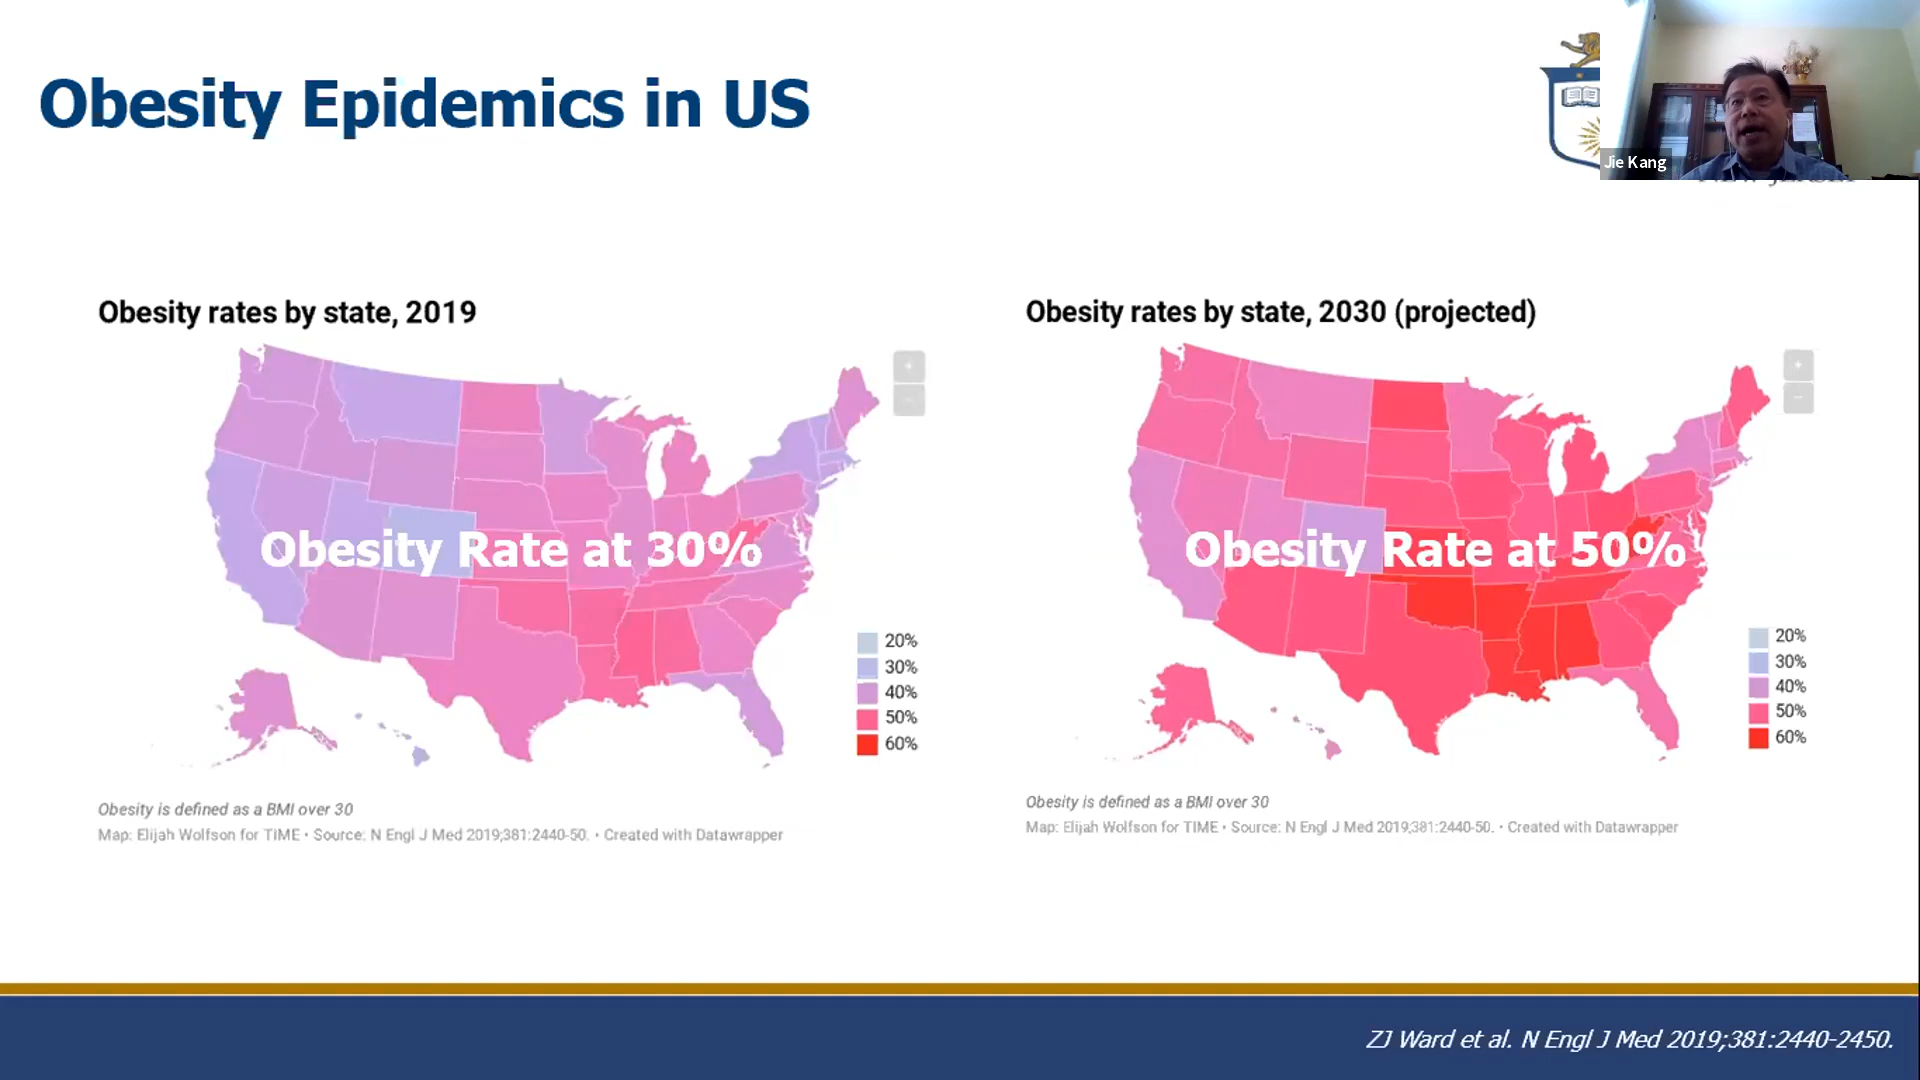 Obesity Epidemics in US
Jie Kang
Obesity rates by state, 2019
Obesity Rate at 30%
20%
30%
40%
50%
60%
Obesity is defined as a BMI over 30
Map: Elijah Wolfson for TIME • Source: N Engl J Med 2019;381:2440-50. • Created with Datawrapper
Obesity rates by state, 2030 (projected)
+
−
Obesity Rate at 50%
20%
30%
40%
50%
60%
Obesity is defined as a BMI over 30
Map: Elijah Wolfson for TIME • Source: N Engl J Med 2019;381:2440-50. • Created with Datawrapper
ZJ Ward et al. N Engl J Med 2019;381:2440-2450.